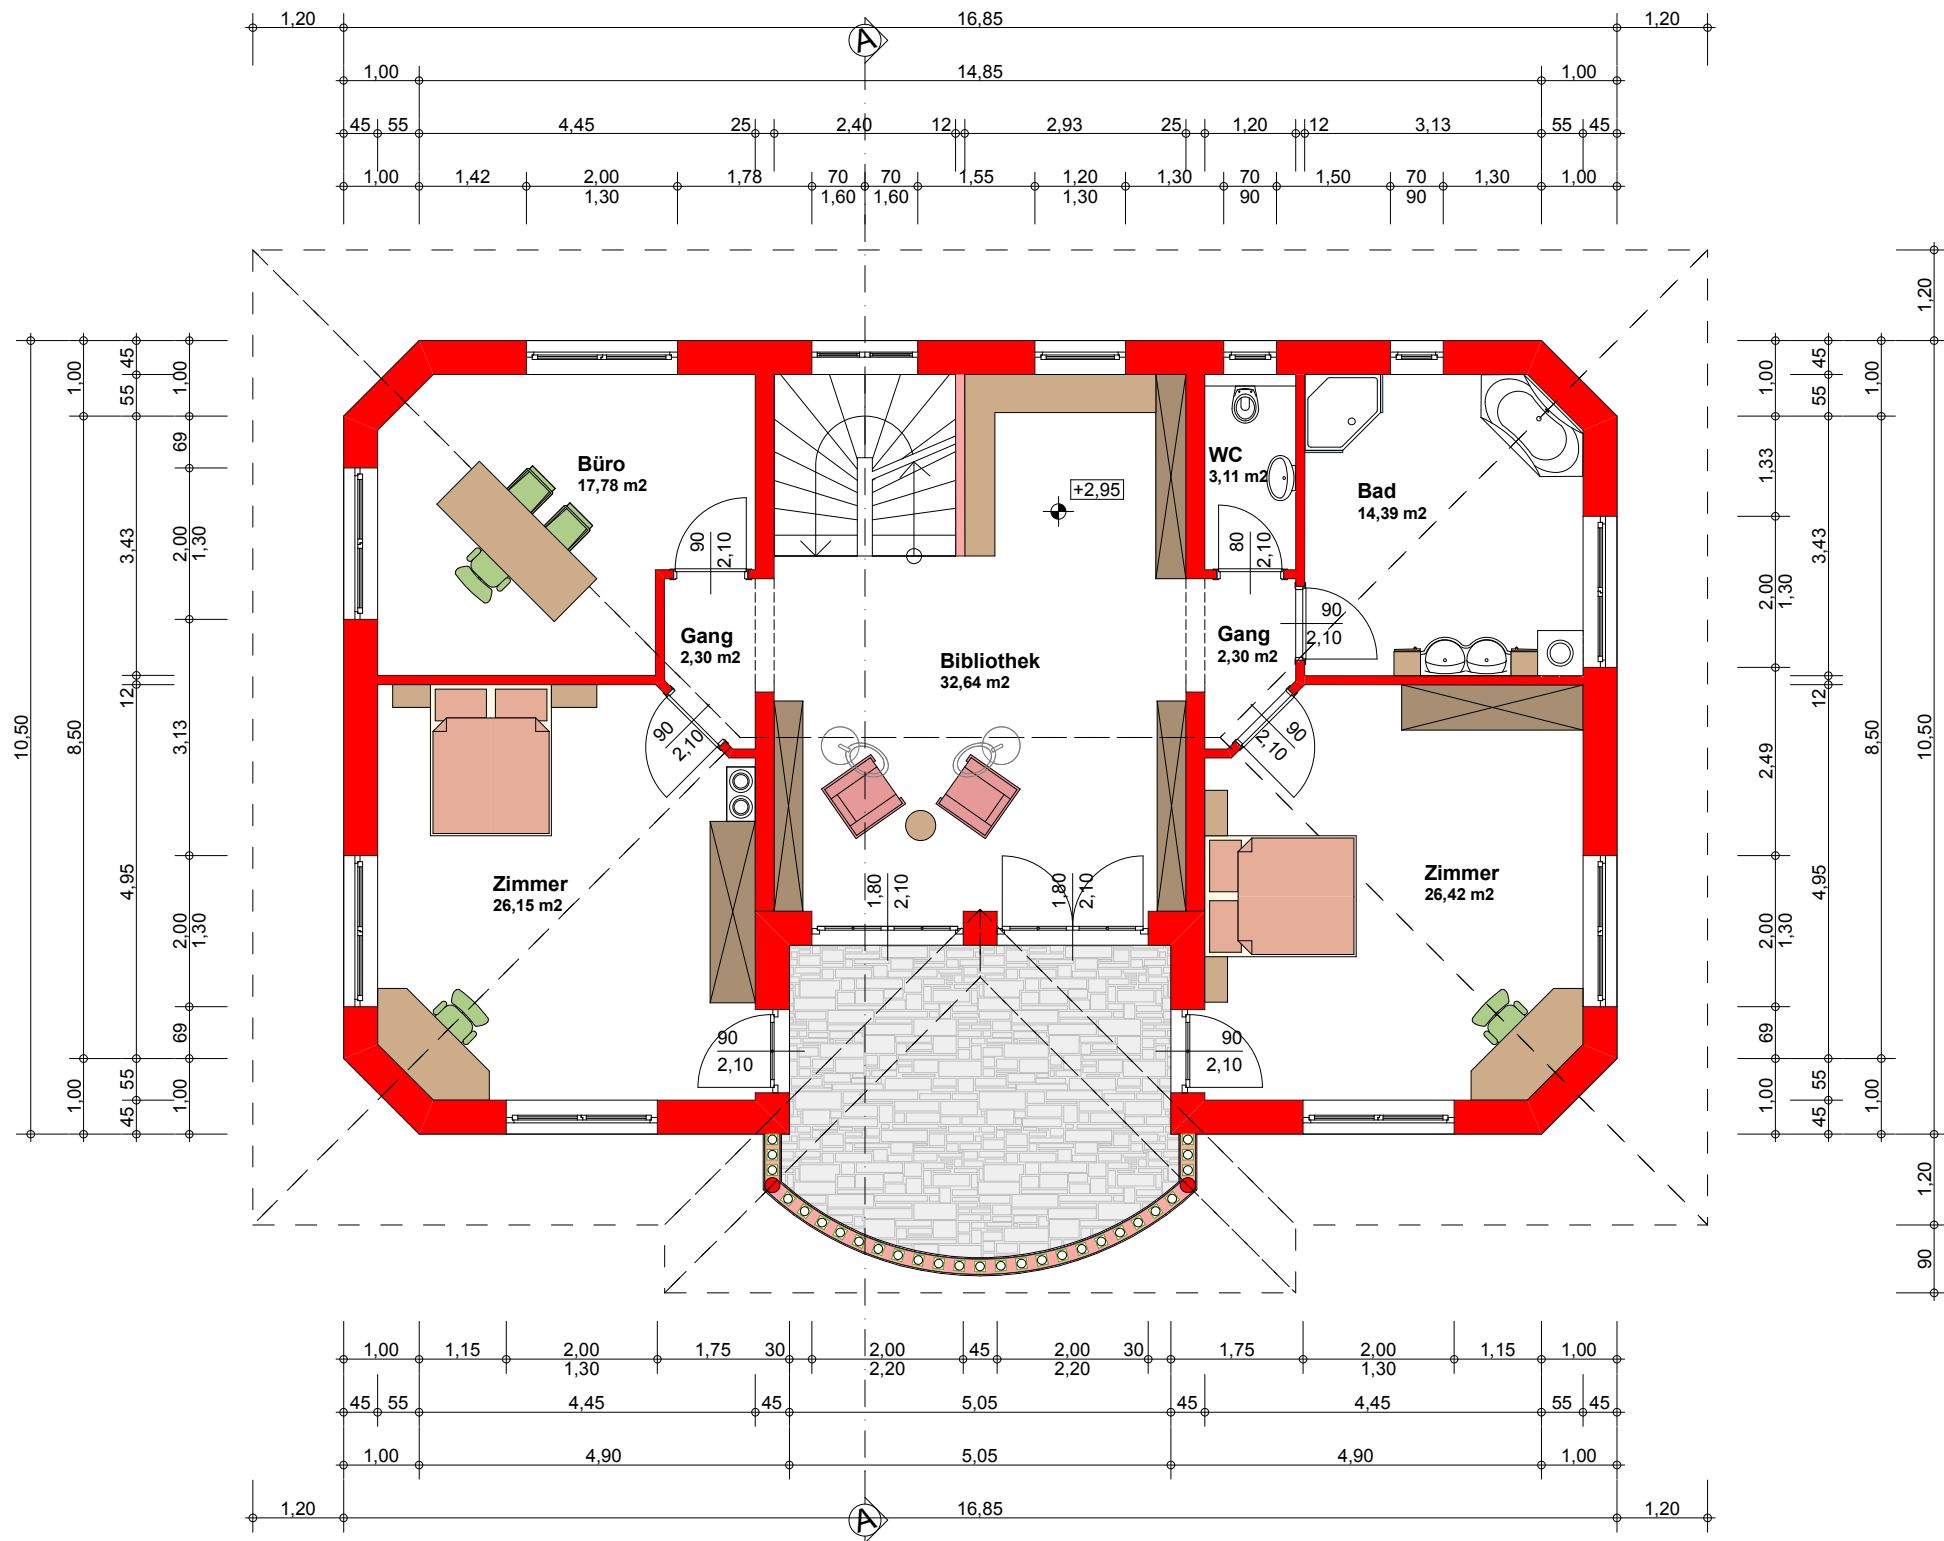 1,20 16,85 1,20
A
1,00 14,85 1,00
45 55 4,45 25 2,40 12 2,93 25 1,20 12 3,13 55 45
1,00 1,42 2,00 1,78 70 70 1,55 1,20 1,30 70 1,50 70 1,30 1,00
1,30 1,60 1,60 1,30 90 90
10,50
8,50
1,00
1,00
45
55
3,43
12
4,95
55
45
1,00
69
2,00
1,30
3,13
2,00
1,30
69
1,00
Büro
17,78 m2
90
2,10
+2,95
WC
3,11 m2
80
2,10
Bad
14,39 m2
90
2,10
Gang
2,30 m2
Bibliothek
32,64 m2
Gang
2,30 m2
90
2,10
90
2,10
Zimmer
26,15 m2
1,80
2,10
1,80
2,10
Zimmer
26,42 m2
90
2,10
90
2,10
1,00
1,33
2,00
1,30
2,49
2,00
1,30
69
1,00
45
55
3,43
12
4,95
55
45
1,00
8,50
1,00
1,20
10,50
1,20
90
1,00 1,15 2,00 1,75 30 2,00 45 2,00 30 1,75 2,00 1,15 1,00
1,30 2,20 2,20 1,30
45 55 4,45 45 5,05 45 4,45 55 45
1,00 4,90 5,05 4,90 1,00
1,20 16,85 1,20
A